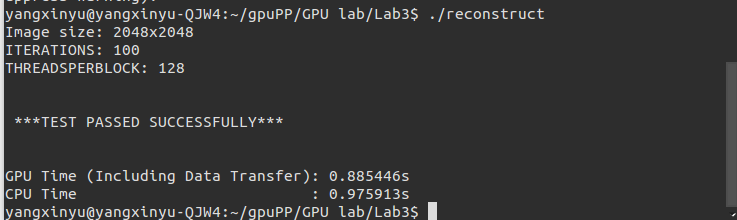 yangxinyu@yangxinyu-QJW4:~/gpuPP/GPU lab/Lab3$ ./reconstruct
Image size: 2048x2048
ITERATIONS: 100
THREADSPERBLOCK: 128
***TEST PASSED SUCCESSFULLY***
GPU Time (Including Data Transfer): 0.885446s
CPU Time                          : 0.975913s
yangxinyu@yangxinyu-QJW4:~/gpuPP/GPU lab/Lab3$